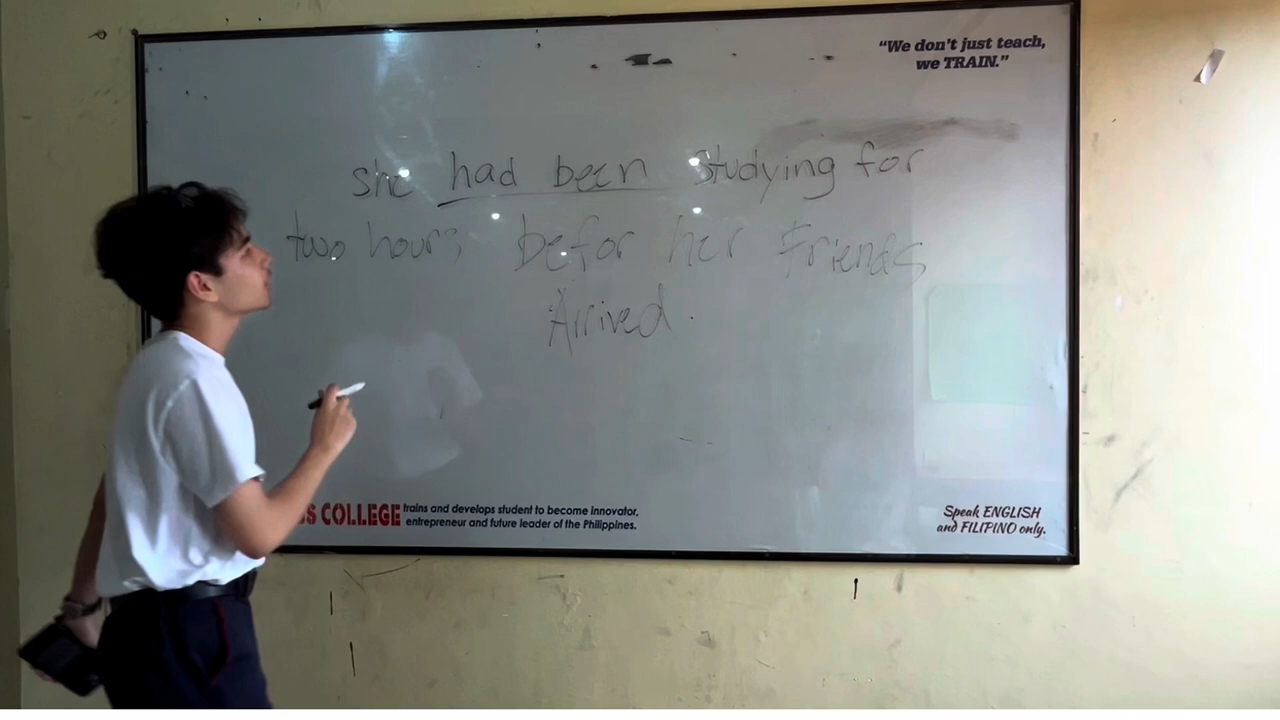 "We don't just teach,
we TRAIN."
she had been studying for
two hours befor her Friends
Arrived.
COLLEGE trains and develops student to become innovator,
entrepreneur and future leader of the Philippines.
Speak ENGLISH
and FILIPINO only.